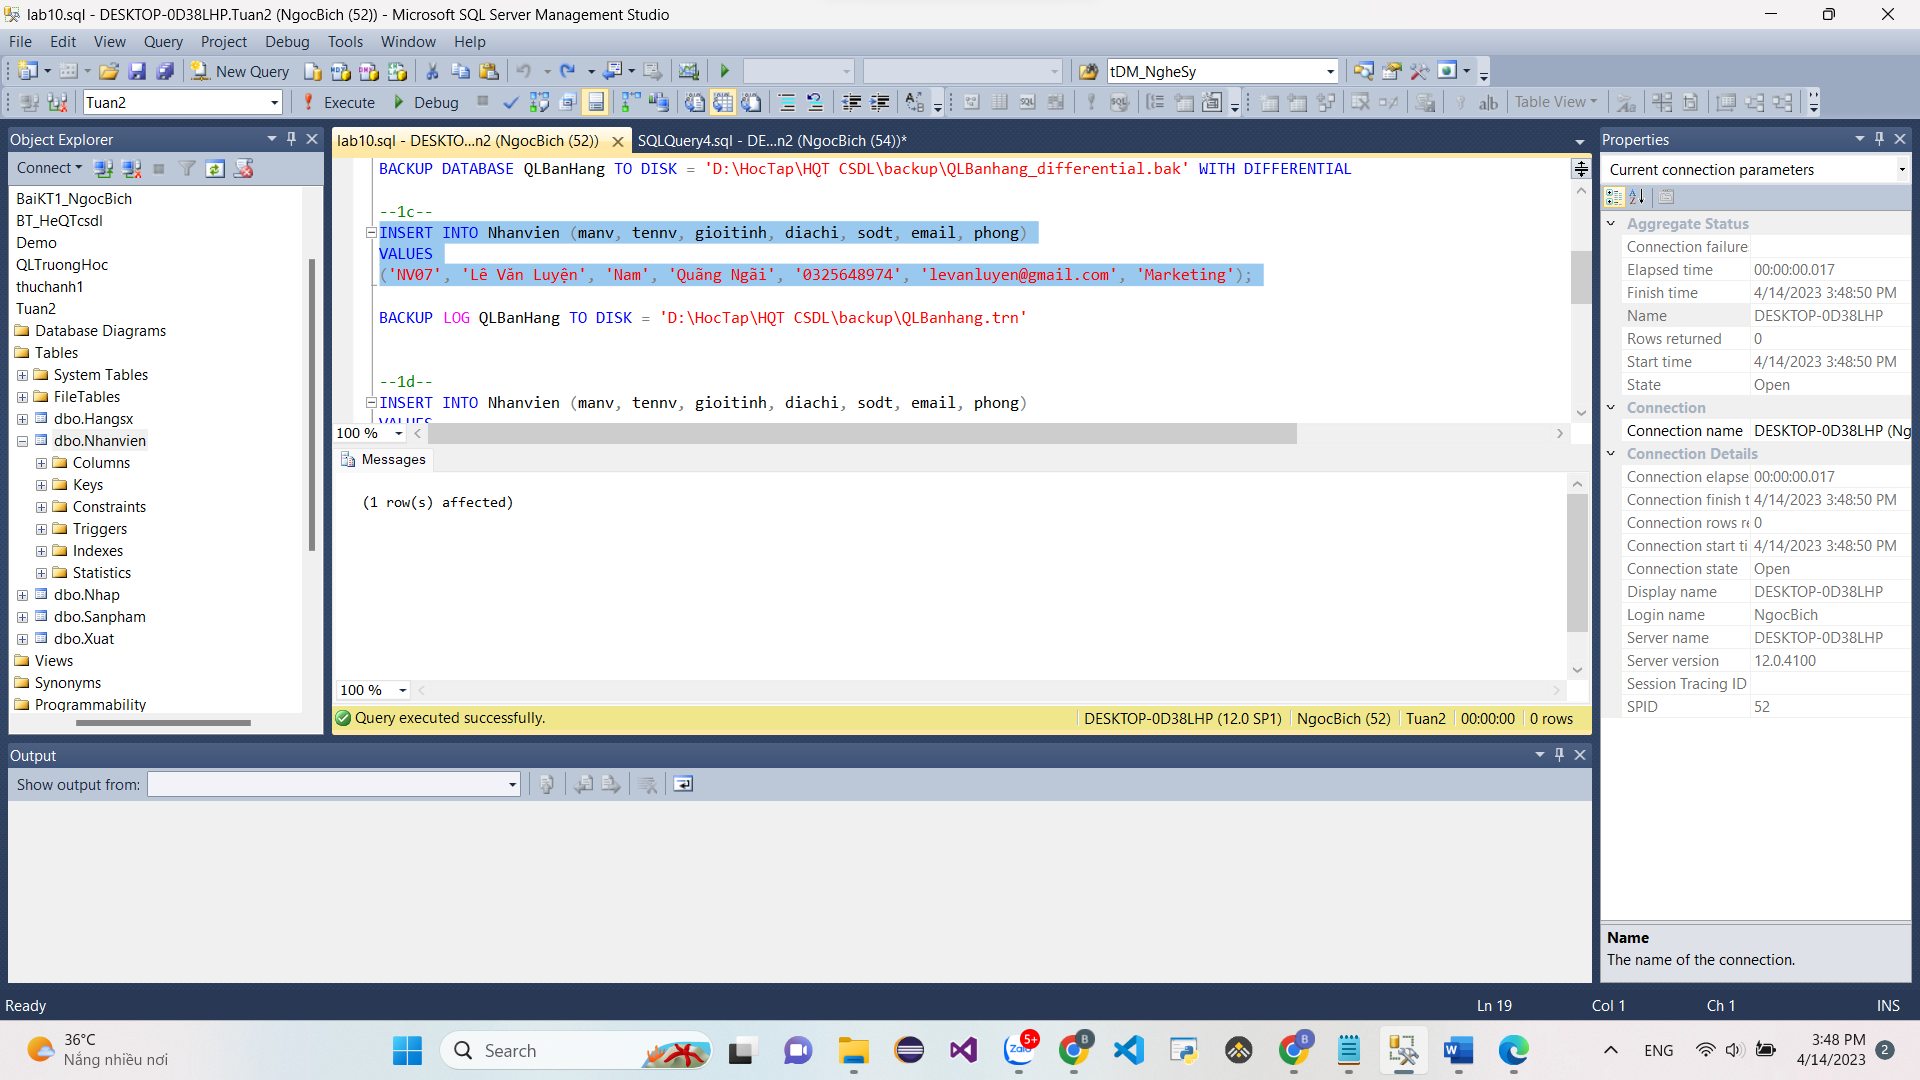 lab10.sql - DESKTOP-0D38LHP.Tuan2 (NgocBich (52)) - Microsoft SQL Server Management Studio
File Edit View Query Project Debug Tools Window Help
New Query tDM_NgheSy
Tuan2 Execute Debug Table View
Object Explorer
Connect
BaiKT1_NgocBich
BT_HeQTcsdl
Demo
QLTruongHoc
thuchanh1
Tuan2
Database Diagrams
Tables
System Tables
FileTables
dbo.Hangsx
dbo.Nhanvien
Columns
Keys
Constraints
Triggers
Indexes
Statistics
dbo.Nhap
dbo.Sanpham
dbo.Xuat
Views
Synonyms
Programmability
lab10.sql - DESKTO...n2 (NgocBich (52)) SQLQuery4.sql - DE...n2 (NgocBich (54))*
BACKUP DATABASE QLBanHang TO DISK = 'D:\HocTap\HQT CSDL\backup\QLBanhang_differential.bak' WITH DIFFERENTIAL
--1c--
INSERT INTO Nhanvien (manv, tennv, gioitinh, diachi, sodt, email, phong)
VALUES
('NV07', 'Lê Văn Luyện', 'Nam', 'Quãng Ngãi', '0325648974', 'levanluyen@gmail.com', 'Marketing');
BACKUP LOG QLBanHang TO DISK = 'D:\HocTap\HQT CSDL\backup\QLBanhang.trn'
--1d--
INSERT INTO Nhanvien (manv, tennv, gioitinh, diachi, sodt, email, phong)
VALUES
100 %
Messages
(1 row(s) affected)
100 %
Query executed successfully. DESKTOP-0D38LHP (12.0 SP1) NgocBich (52) Tuan2 00:00:00 0 rows
Properties
Current connection parameters
Aggregate Status
Connection failure
Elapsed time 00:00:00.017
Finish time 4/14/2023 3:48:50 PM
Name DESKTOP-0D38LHP
Rows returned 0
Start time 4/14/2023 3:48:50 PM
State Open
Connection
Connection name DESKTOP-0D38LHP (Ng
Connection Details
Connection elapse 00:00:00.017
Connection finish t 4/14/2023 3:48:50 PM
Connection rows re 0
Connection start ti 4/14/2023 3:48:50 PM
Connection state Open
Display name DESKTOP-0D38LHP
Login name NgocBich
Server name DESKTOP-0D38LHP
Server version 12.0.4100
Session Tracing ID
SPID 52
Name
The name of the connection.
Output
Show output from:
Ready Ln 19 Col 1 Ch 1 INS
36°C
Nắng nhiều nơi
Search
Zalo 5+
B
B
ENG
3:48 PM
4/14/2023
2